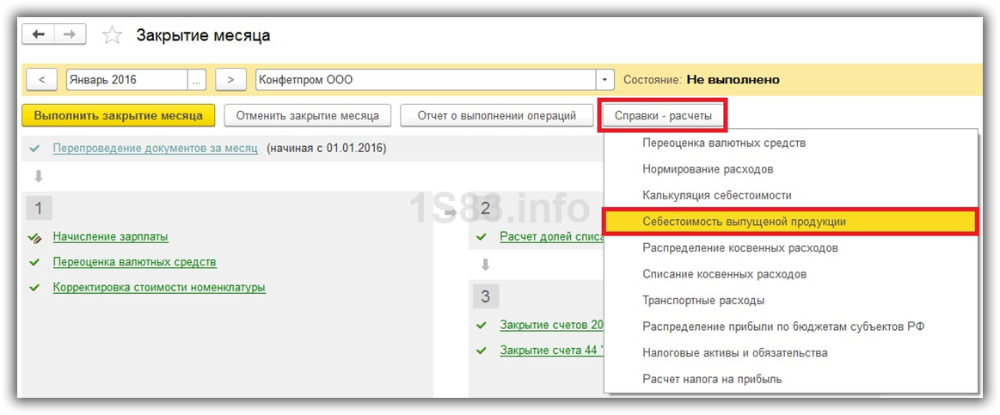 Закрытие месяца
< Январь 2016 ... > Конфетпром ООО Состояние: Не выполнено
Выполнить закрытие месяца Отменить закрытие месяца Отчет о выполнении операций Справки - расчеты
Перепроведение документов за месяц (начиная с 01.01.2016)
1
Начисление зарплаты
Переоценка валютных средств
Корректировка стоимости номенклатуры
1S83.info
2
Расчет долей списа
3
Закрытие счетов 20
Закрытие счета 44 "
Переоценка валютных средств
Нормирование расходов
Калькуляция себестоимости
Себестоимость выпущеной продукции
Распределение косвенных расходов
Списание косвенных расходов
Транспортные расходы
Распределение прибыли по бюджетам субъектов РФ
Налоговые активы и обязательства
Расчет налога на прибыль